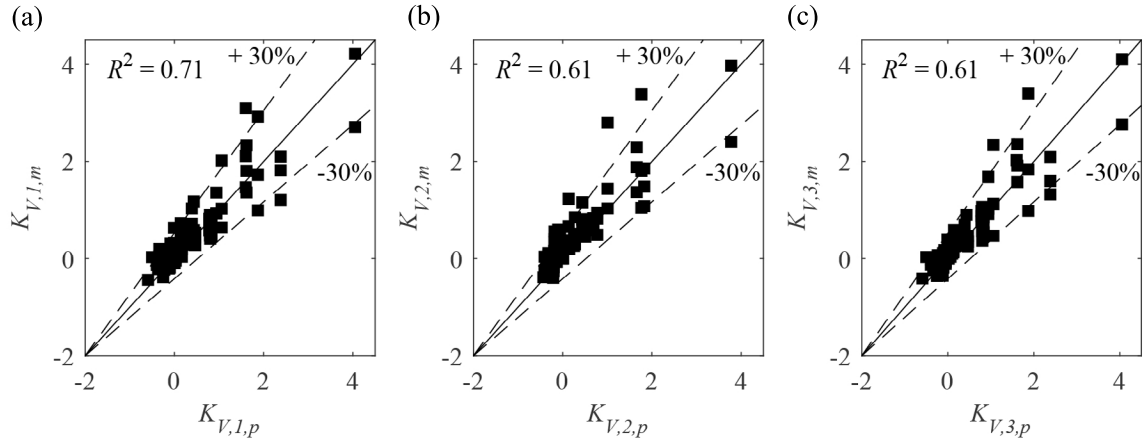 (a)
K_{V,1,m}
R² = 0.71
+ 30%
-30%
4
2
0
-2
-2 0 2 4
K_{V,1,p}
(b)
K_{V,2,m}
R² = 0.61
+ 30%
-30%
4
2
0
-2
-2 0 2 4
K_{V,2,p}
(c)
K_{V,3,m}
R² = 0.61
+ 30%
-30%
4
2
0
-2
-2 0 2 4
K_{V,3,p}